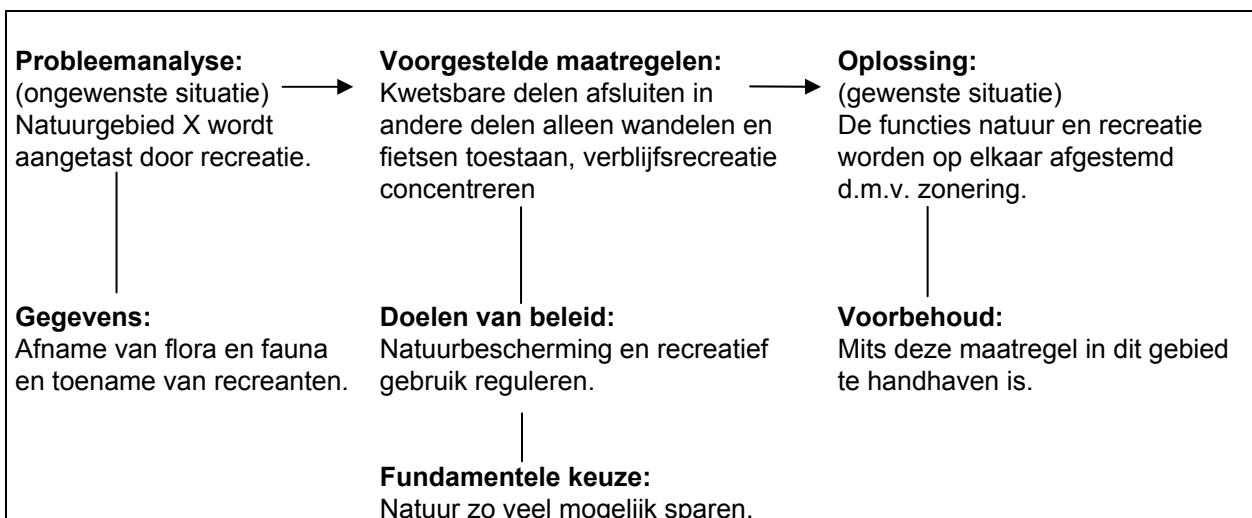 Probleemanalyse:
(ongewenste situatie)
Natuurgebied X wordt
aangetast door recreatie.
Voorgestelde maatregelen:
Kwetsbare delen afsluiten in
andere delen alleen wandelen en
fietsen toestaan, verblijfsrecreatie
concentreren
Oplossing:
(gewenste situatie)
De functies natuur en recreatie
worden op elkaar afgestemd
d.m.v. zonering.
Gegevens:
Afname van flora en fauna
en toename van recreanten.
Doelen van beleid:
Natuurbescherming en recreatief
gebruik reguleren.
Voorbehoud:
Mits deze maatregel in dit gebied
te handhaven is.
Fundamentele keuze:
Natuur zo veel mogelijk sparen.